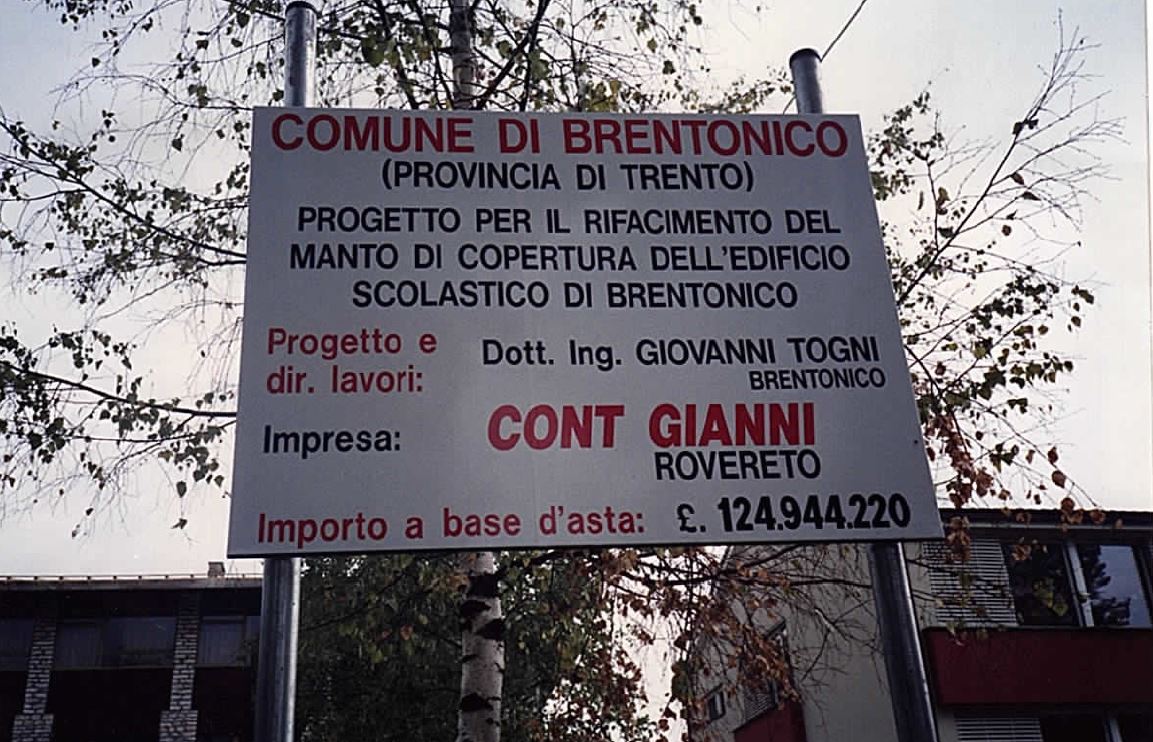 COMUNE DI BRENTONICO
(PROVINCIA DI TRENTO)
PROGETTO PER IL RIFACIMENTO DEL
MANTO DI COPERTURA DELL'EDIFICIO
SCOLASTICO DI BRENTONICO
Progetto e
dir. lavori:
Dott. Ing. GIOVANNI TOGNI
BRENTONICO
Impresa: CONT GIANNI
ROVERETO
Importo a base d'asta: £. 124.944.220